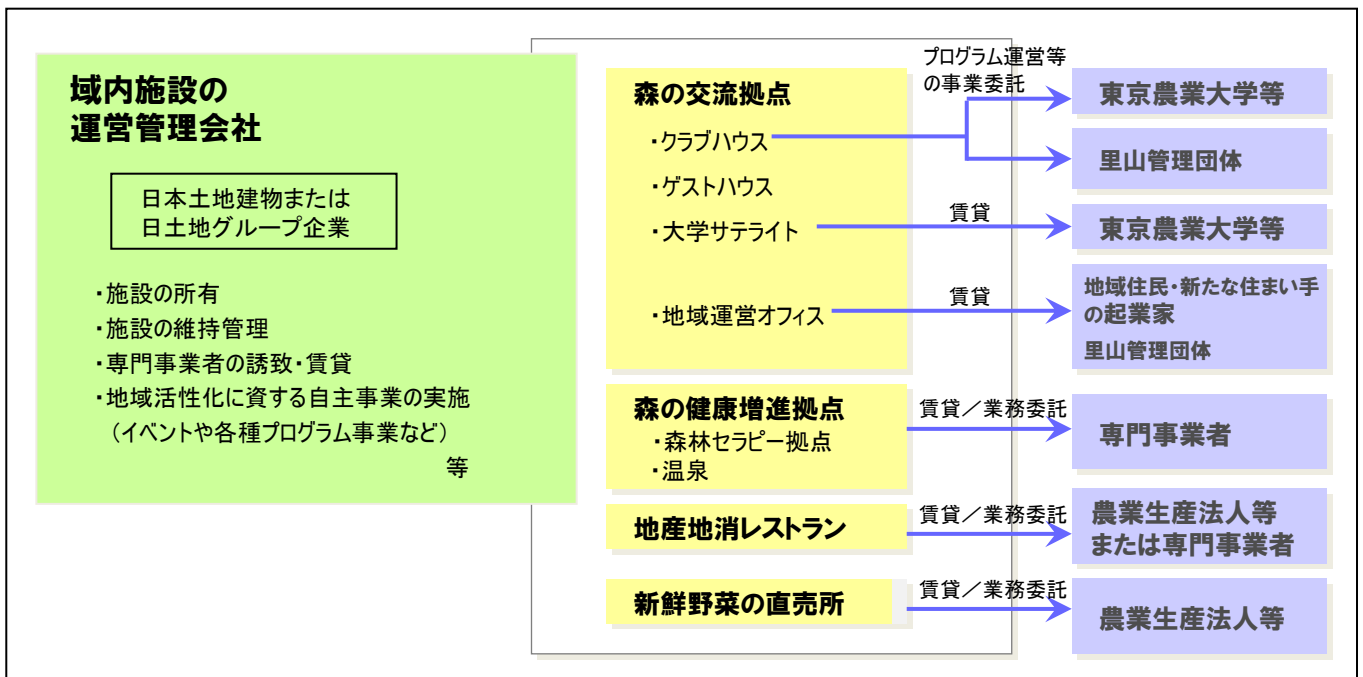 域内施設の
運営管理会社
日本土地建物または
日土地グループ企業
・施設の所有
・施設の維持管理
・専門事業者の誘致・賃貸
・地域活性化に資する自主事業の実施
（イベントや各種プログラム事業など）
等
森の交流拠点
・クラブハウス
・ゲストハウス
・大学サテライト
・地域運営オフィス
プログラム運営等
の事業委託
東京農業大学等
里山管理団体
賃貸
東京農業大学等
賃貸
地域住民・新たな住まい手
の起業家
里山管理団体
森の健康増進拠点
・森林セラピー拠点
・温泉
賃貸／業務委託
専門事業者
地産地消レストラン
賃貸／業務委託
農業生産法人等
または専門事業者
新鮮野菜の直売所
賃貸／業務委託
農業生産法人等